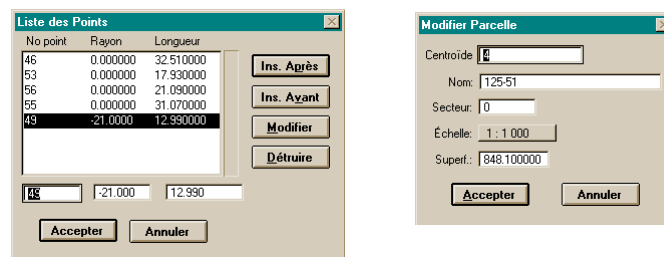 Liste des Points
No point Rayon Longueur
46 0.000000 32.510000
53 0.000000 17.930000
56 0.000000 21.090000
55 0.000000 31.070000
49 -21.0000 12.990000
Ins. Après
Ins. Avant
Modifier
Détruire
49 -21.000 12.990
Accepter Annuler
Modifier Parcelle
Centroïde 4
Nom: 125-51
Secteur: 0
Échelle: 1 : 1 000
Superf.: 848.100000
Accepter Annuler